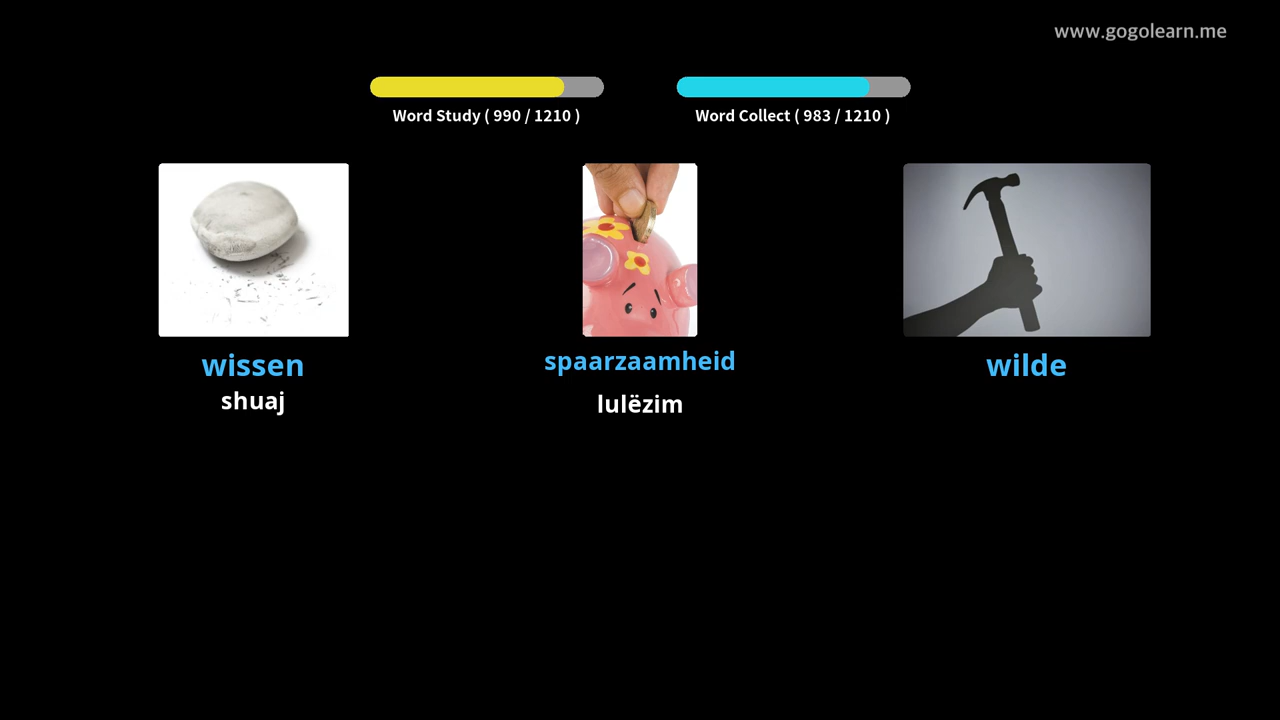 www.gogolearn.me
Word Study ( 990 / 1210 )
Word Collect ( 983 / 1210 )
wissen
shuaj
spaarzaamheid
lulëzim
wilde